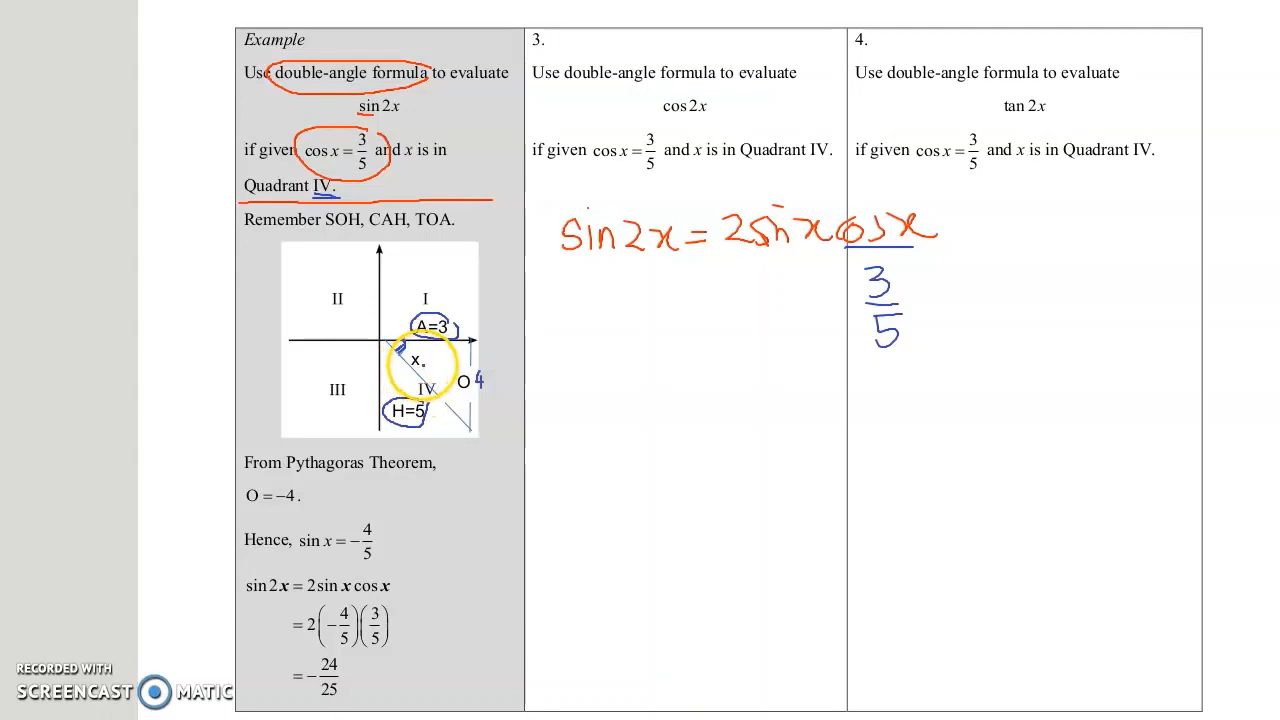 Example
Use double-angle formula to evaluate
sin 2x
if given cos x = 3/5 and x is in
Quadrant IV.
Remember SOH, CAH, TOA.
II
I
A=3
x
III
IV
O 4
H=5
From Pythagoras Theorem,
O = −4.
Hence, sin x = −4/5
sin 2x = 2 sin x cos x
= 2(−4/5)(3/5)
= −24/25
3.
Use double-angle formula to evaluate
cos 2x
if given cos x = 3/5 and x is in Quadrant IV.
4.
Use double-angle formula to evaluate
tan 2x
if given cos x = 3/5 and x is in Quadrant IV.
sin 2x = 2 sin x cos x
3/5
RECORDED WITH
SCREENCAST MATIC